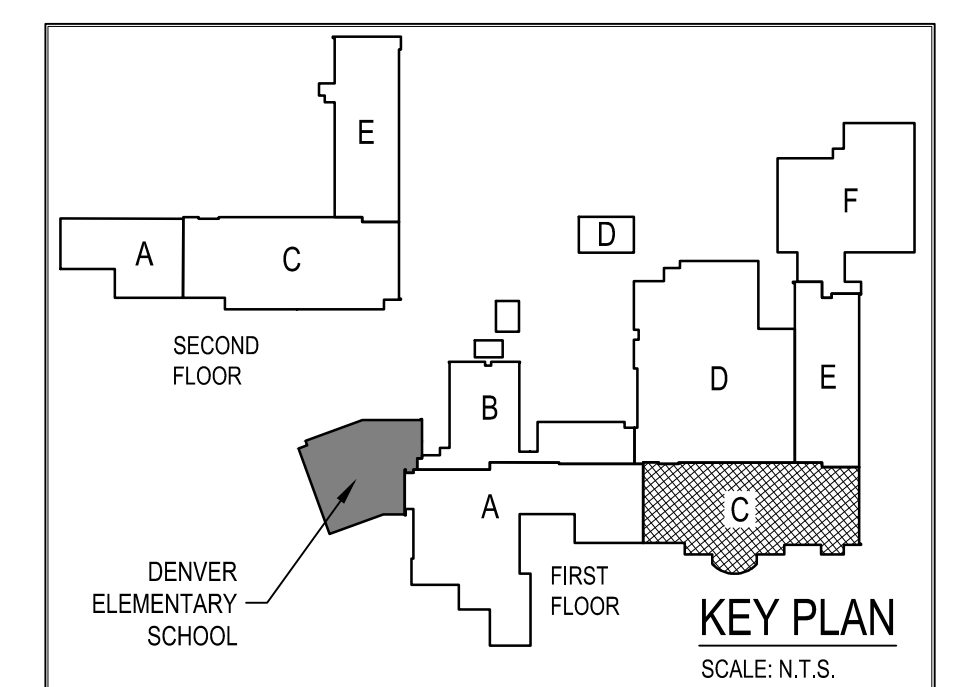 E
A
C
SECOND
FLOOR
F
D
D
E
B
A
C
DENVER
ELEMENTARY
SCHOOL
FIRST
FLOOR
KEY PLAN
SCALE: N.T.S.